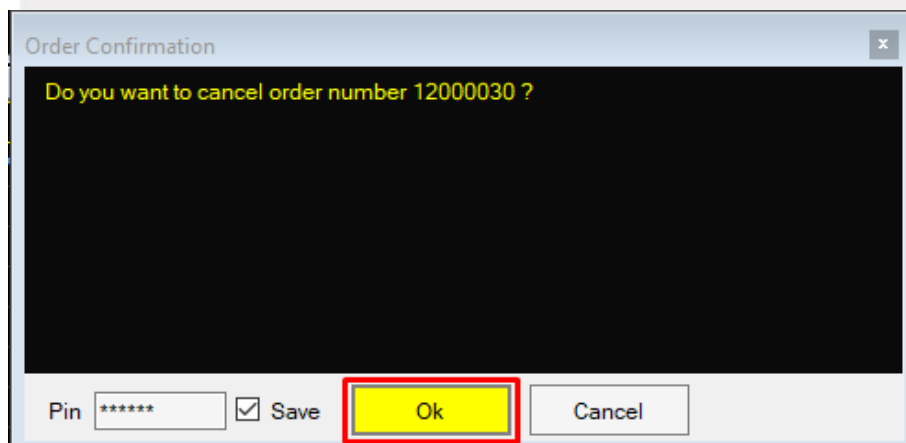 Order Confirmation
x
Do you want to cancel order number 12000030 ?
Pin ****** Save Ok Cancel